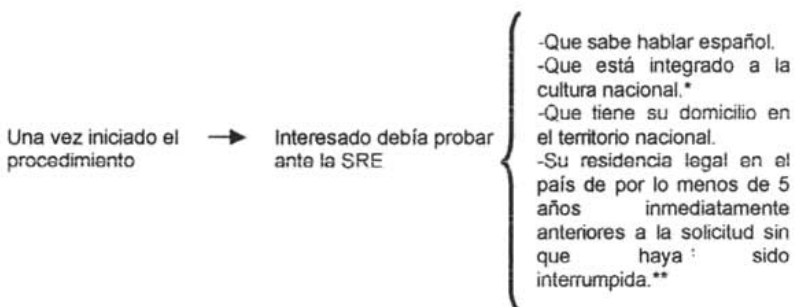 Una vez iniciado el
procedimiento
Interesado debía probar
ante la SRE
-Que sabe hablar español.
-Que está integrado a la
cultura nacional.*
-Que tiene su domicilio en
el territorio nacional.
-Su residencia legal en el
país de por lo menos de 5
años inmediatamente
anteriores a la solicitud sin
que haya sido
interrumpida.**